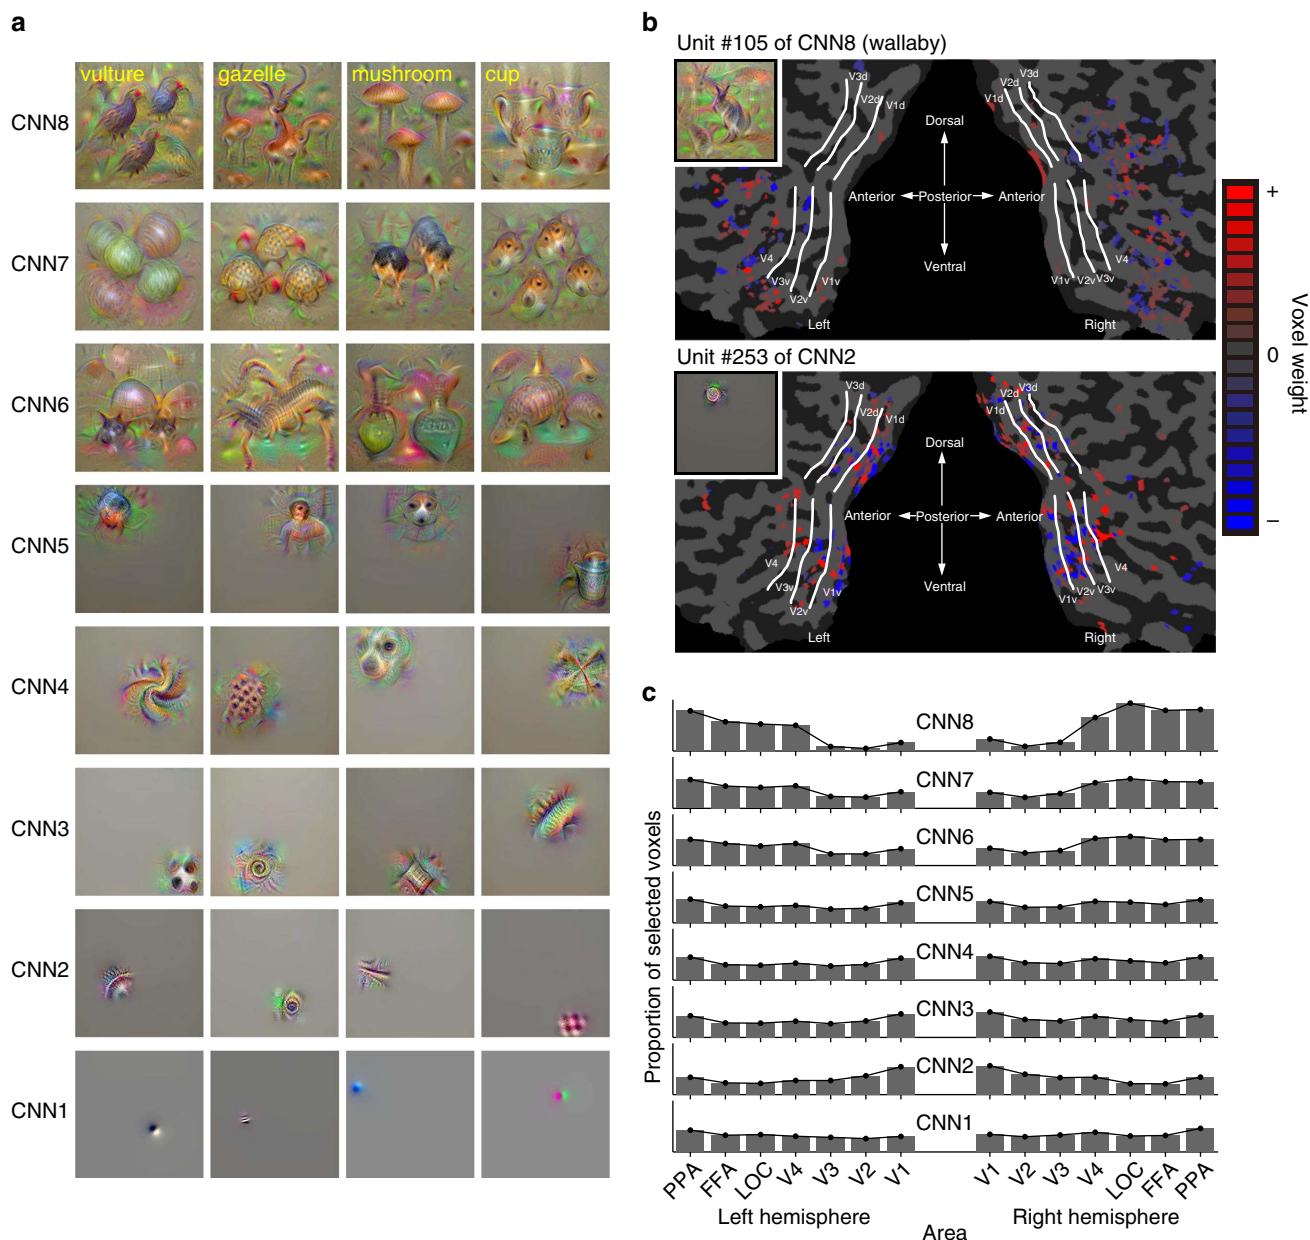 a
vulture
gazelle
mushroom
cup
CNN8
CNN7
CNN6
CNN5
CNN4
CNN3
CNN2
CNN1
b
Unit #105 of CNN8 (wallaby)
V3d
V2d
V1d
V3d
V2d
V1d
Dorsal
Anterior
Posterior
Anterior
Ventral
V4
V3v
V2v
V1v
V1v
V2v
V3v
V4
Left
Right
Unit #253 of CNN2
V3d
V2d
V1d
V3d
V2d
V1d
Dorsal
Anterior
Posterior
Anterior
Ventral
V4
V3v
V2v
V1v
V1v
V2v
V3v
V4
Left
Right
+
0
−
Voxel weight
c
Proportion of selected voxels
CNN8
CNN7
CNN6
CNN5
CNN4
CNN3
CNN2
CNN1
PPA FFA LOC V4 V3 V2 V1
V1 V2 V3 V4 LOC FFA PPA
Left hemisphere
Right hemisphere
Area